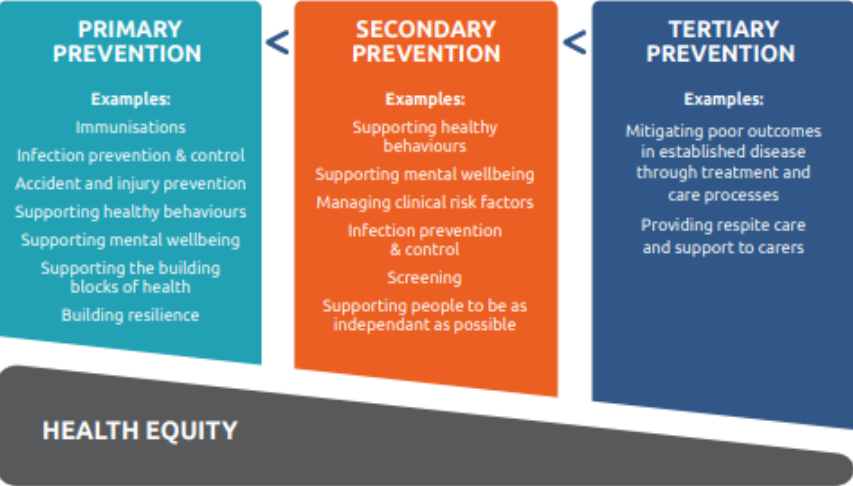 PRIMARY
PREVENTION
Examples:
Immunisations
Infection prevention & control
Accident and injury prevention
Supporting healthy behaviours
Supporting mental wellbeing
Supporting the building
blocks of health
Building resilience
<
SECONDARY
PREVENTION
Examples:
Supporting healthy
behaviours
Supporting mental wellbeing
Managing clinical risk factors
Infection prevention
& control
Screening
Supporting people to be as
independant as possible
<
TERTIARY
PREVENTION
Examples:
Mitigating poor outcomes
in established disease
through treatment and
care processes
Providing respite care
and support to carers
HEALTH EQUITY